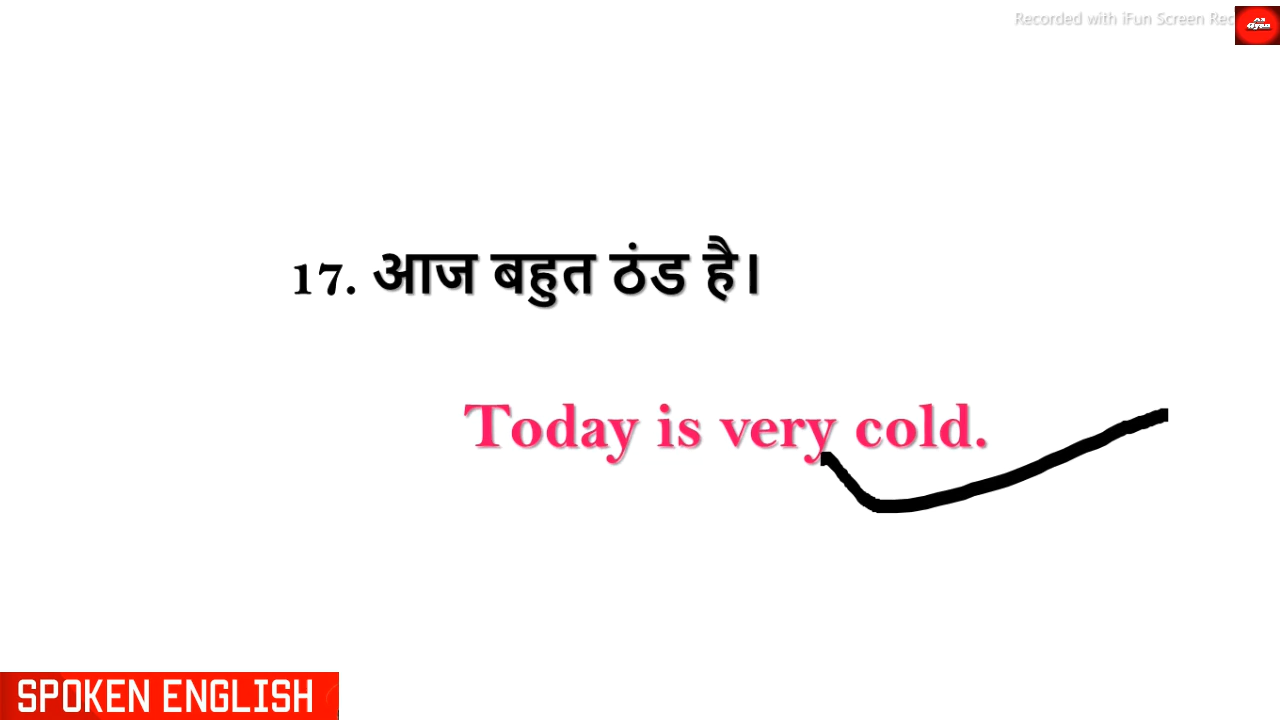 Recorded with iFun Screen Rec
17. आज बहुत ठंड है।
Today is very cold.
SPOKEN ENGLISH